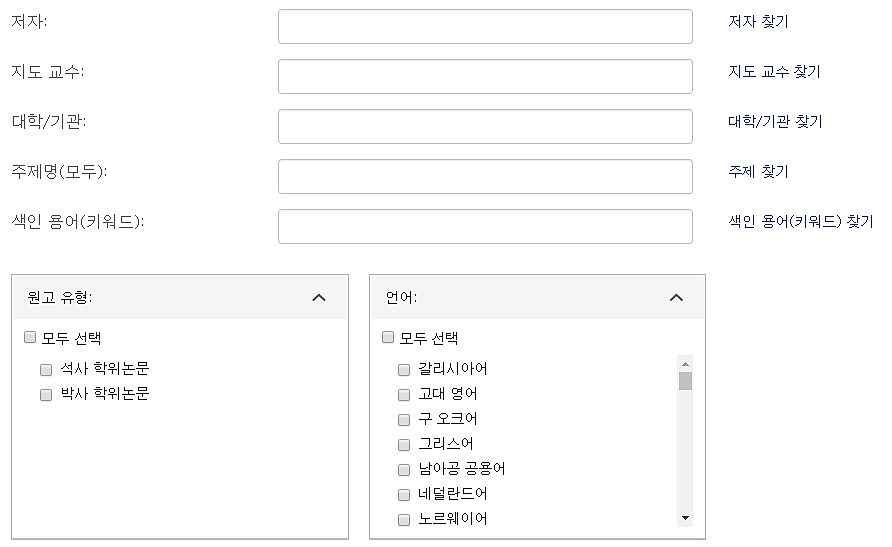 저자: 저자 찾기
지도 교수: 지도 교수 찾기
대학/기관: 대학/기관 찾기
주제명(모두): 주제 찾기
색인 용어(키워드): 색인 용어(키워드) 찾기
원고 유형:
모두 선택
석사 학위논문
박사 학위논문
언어:
모두 선택
갈리시아어
고대 영어
구 오크어
그리스어
남아공 공용어
네덜란드어
노르웨이어